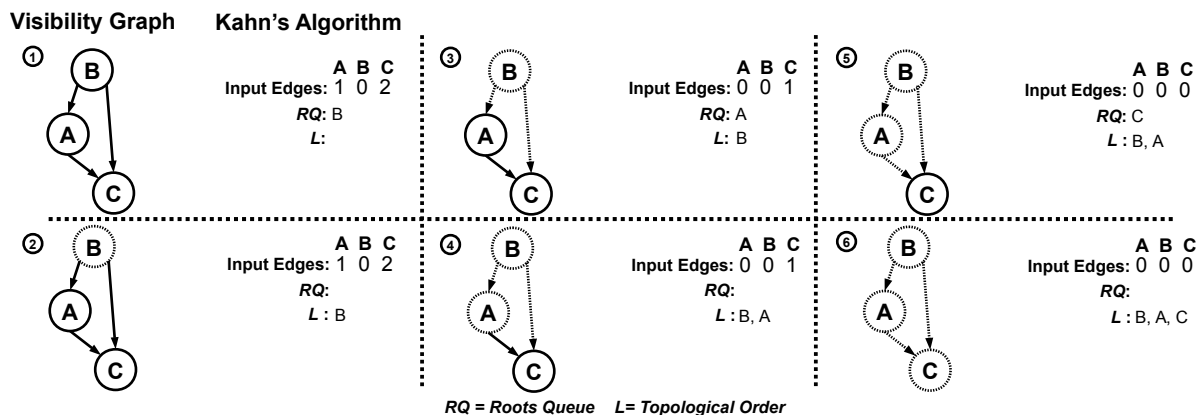 Visibility Graph Kahn's Algorithm
1
B
A
C
A B C
Input Edges: 1 0 2
RQ: B
L:
2
B
A
C
A B C
Input Edges: 1 0 2
RQ:
L : B
3
B
A
C
A B C
Input Edges: 0 0 1
RQ: A
L: B
4
B
A
C
A B C
Input Edges: 0 0 1
RQ:
L : B, A
5
B
A
C
A B C
Input Edges: 0 0 0
RQ: C
L : B, A
6
B
A
C
A B C
Input Edges: 0 0 0
RQ:
L : B, A, C
RQ = Roots Queue L= Topological Order